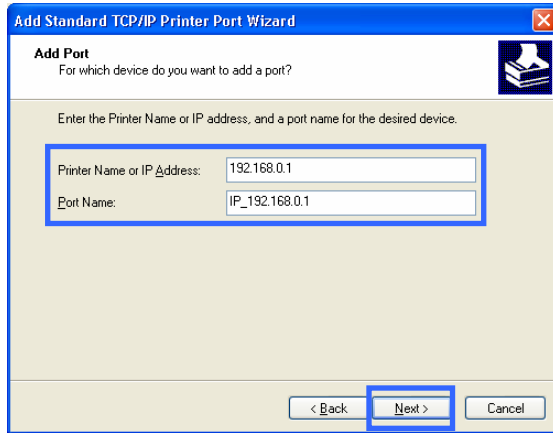 Add Standard TCP/IP Printer Port Wizard
Add Port
For which device do you want to add a port?
Enter the Printer Name or IP address, and a port name for the desired device.
Printer Name or IP Address: 192.168.0.1
Port Name: IP_192.168.0.1
< Back Next > Cancel